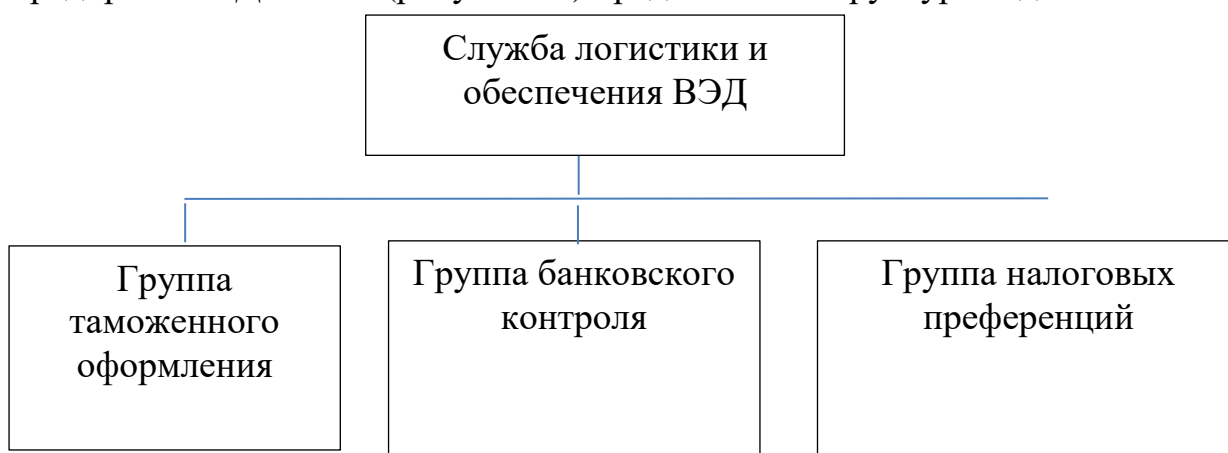 Служба логистики и
обеспечения ВЭД
Группа
таможенного
оформления
Группа банковского
контроля
Группа налоговых
преференций